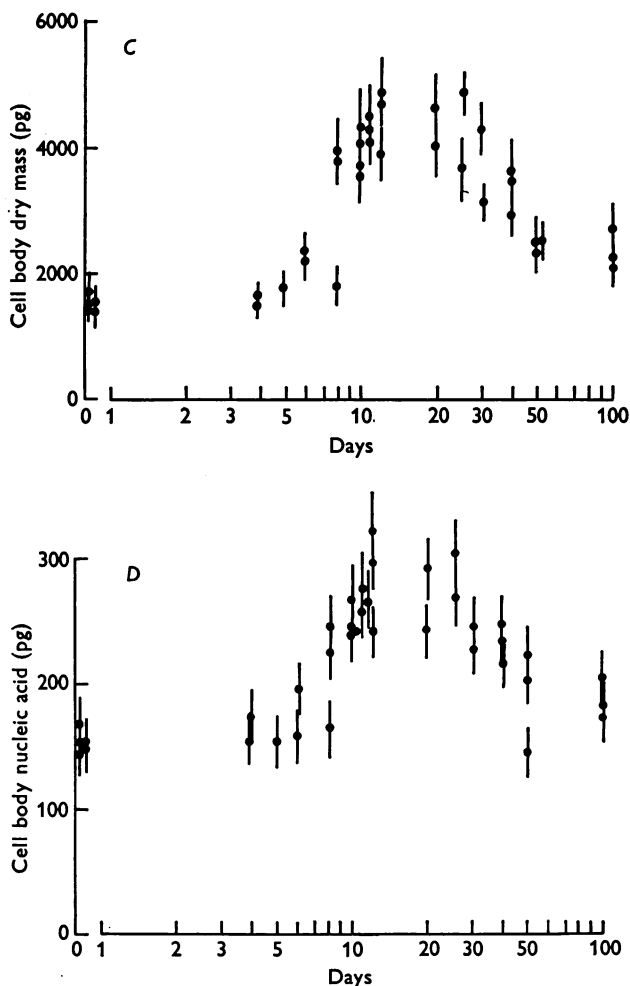 6000
C
4000
2000
0
Cell body dry mass (pg)
0 1 2 3 5 10. 20 30 50 100
Days
300
D
200
100
0
Cell body nucleic acid (pg)
0 1 2 3 5 10 20 30 50 100
Days